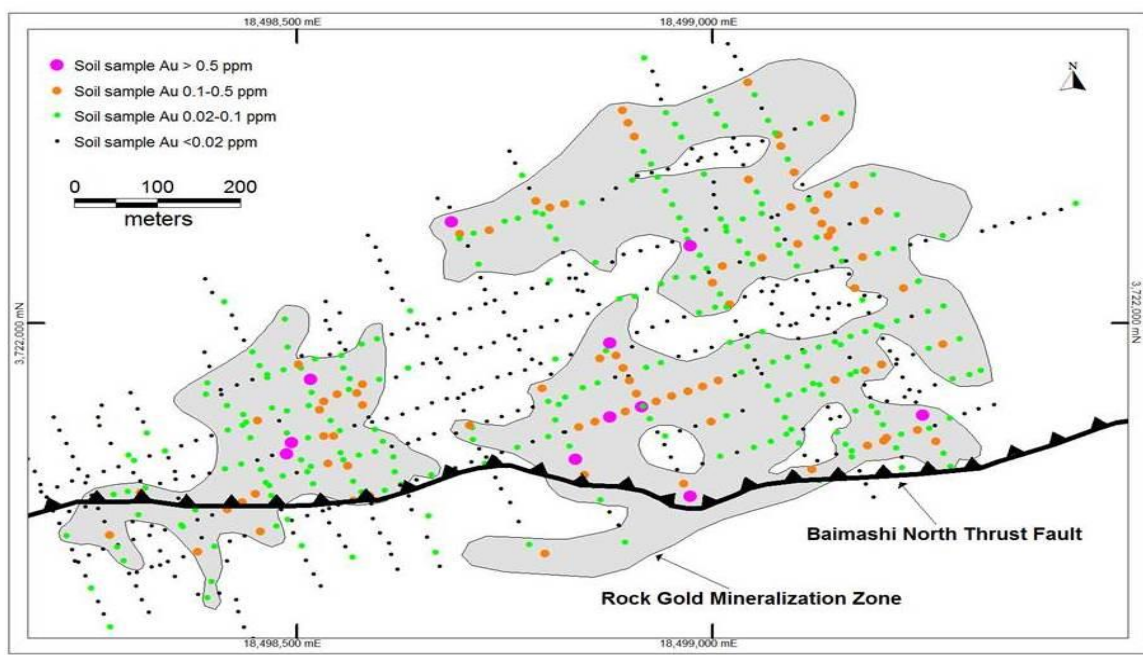 18,498,500 mE
18,499,000 mE
Soil sample Au > 0.5 ppm
Soil sample Au 0.1-0.5 ppm
Soil sample Au 0.02-0.1 ppm
Soil sample Au <0.02 ppm
N
0 100 200
meters
3,722,000 mN
3,722,000 mN
Baimashi North Thrust Fault
Rock Gold Mineralization Zone
18,498,500 mE
18,499,000 mE